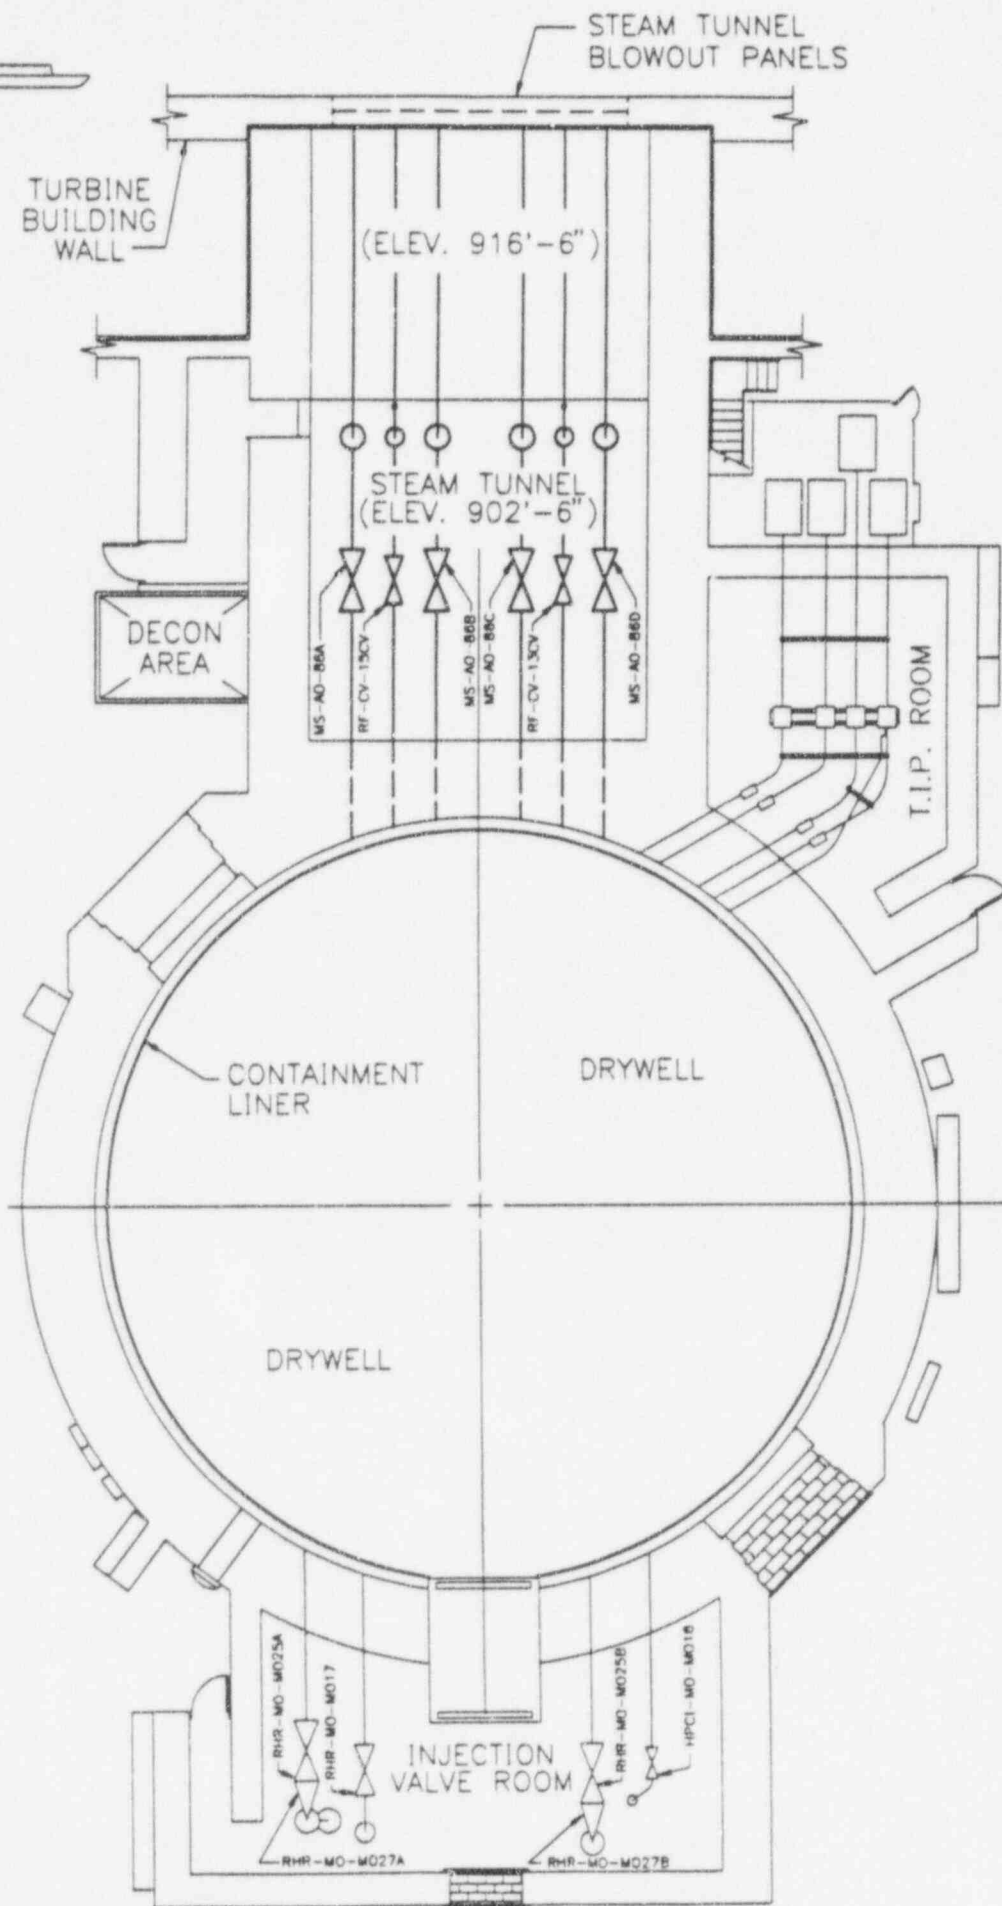 STEAM TUNNEL
BLOWOUT PANELS
TURBINE
BUILDING
WALL
(ELEV. 916'-6")
STEAM TUNNEL
(ELEV. 902'-6")
DECON
AREA
MS-AO-86A
RF-CV-15CV
MS-AO-86B
MS-AO-86C
RF-CV-13CV
MS-AO-86D
T.I.P. ROOM
CONTAINMENT
LINER
DRYWELL
DRYWELL
RHR-MO-MO25A
RHR-MO-MO17
INJECTION
VALVE ROOM
RHR-MO-MO25B
HPCI-MO-MO18
RHR-MO-MO27A
RHR-MO-MO27B